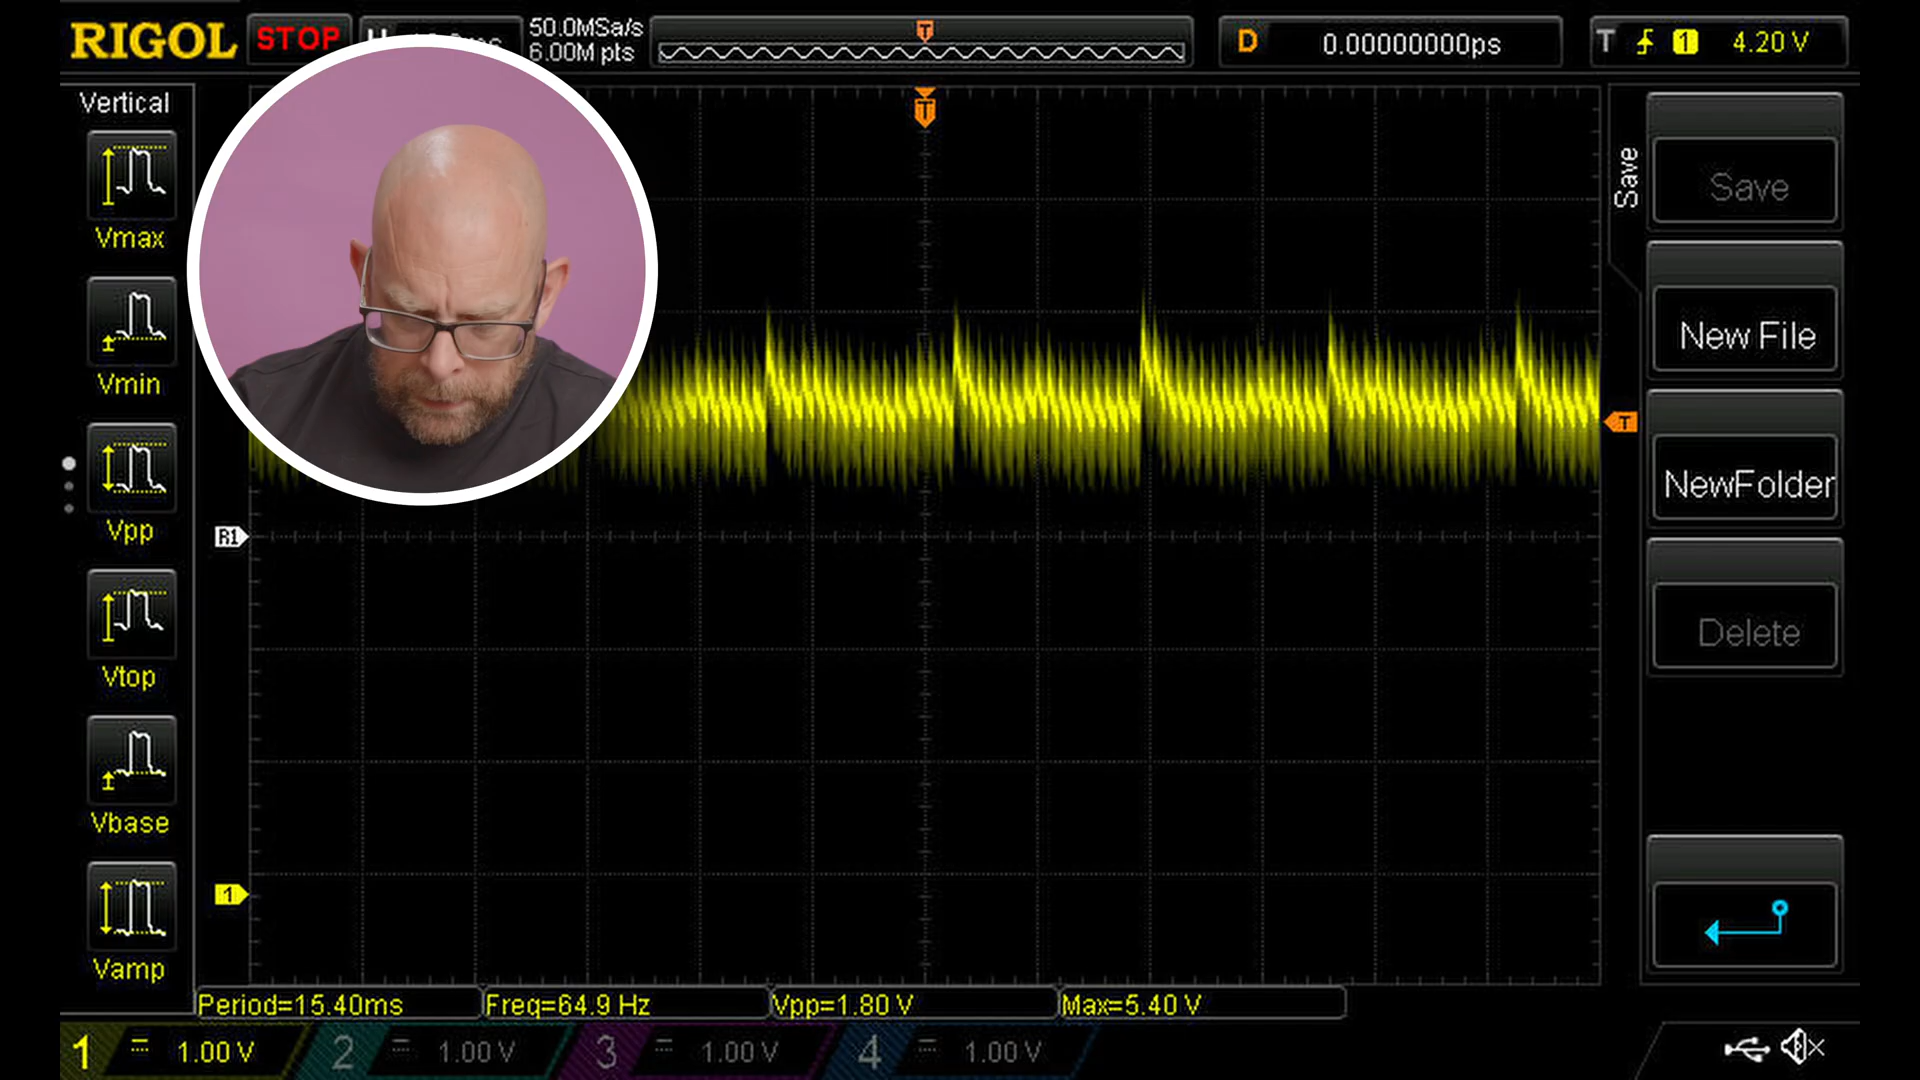 RIGOL STOP H 50.0MSa/s
6.00M pts
T
D 0.00000000ps
T 1 4.20 V
Vertical
Vmax
Vmin
Vpp
Vtop
Vbase
Vamp
T
T
R1
1
Save
Save
New File
NewFolder
Delete
Period=15.40ms Freq=64.9 Hz Vpp=1.80 V Max=5.40 V
1 1.00 V 2 1.00 V 3 1.00 V 4 1.00 V